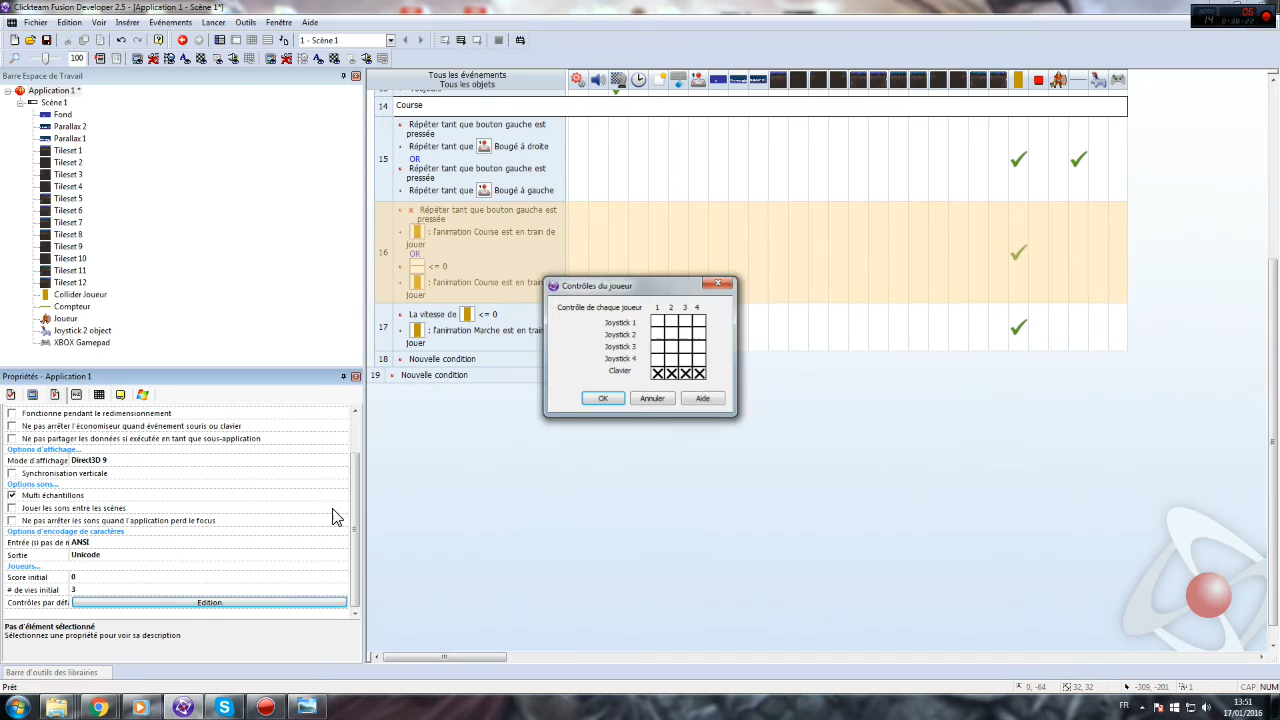 Clickteam Fusion Developer 2.5 - [Application 1 - Scène 1*]
Fichier Edition Voir Insérer Evénements Lancer Outils Fenêtre Aide
1 - Scène 1
100
Barre Espace de Travail
Application 1 *
Scène 1
Fond
Parallax 2
Parallax 1
Tileset 1
Tileset 2
Tileset 3
Tileset 4
Tileset 5
Tileset 6
Tileset 7
Tileset 8
Tileset 9
Tileset 10
Tileset 11
Tileset 12
Collider Joueur
Compteur
Joueur
Joystick 2 object
XBOX Gamepad
Propriétés - Application 1
Fonctionne pendant le redimensionnement
Ne pas arrêter l'économiseur quand événement souris ou clavier
Ne pas partager les données si exécutée en tant que sous-application
Options d'affichage...
Mode d'affichage Direct3D 9
Synchronisation verticale
Options sons...
Multi échantillons
Jouer les sons entre les scènes
Ne pas arrêter les sons quand l'application perd le focus
Options d'encodage de caractères
Entrée (si pas de n ANSI
Sortie Unicode
Joueurs...
Score initial 0
# de vies initial 3
Contrôles par défa Edition
Pas d'élément sélectionné
Sélectionnez une propriété pour voir sa description
Barre d'outils des librairies
Prêt
Tous les événements
Tous les objets
14 Course
15
Répéter tant que bouton gauche est
pressée
Répéter tant que Bougé à droite
OR
Répéter tant que bouton gauche est
pressée
Répéter tant que Bougé à gauche
16
Répéter tant que bouton gauche est
pressée
: l'animation Course est en train de
jouer
OR
<= 0
: l'animation Course est en train
jouer
17
La vitesse de <= 0
: l'animation Marche est en train
jouer
18 Nouvelle condition
19 Nouvelle condition
Contrôles du joueur
Contrôle de chaque joueur 1 2 3 4
Joystick 1
Joystick 2
Joystick 3
Joystick 4
Clavier
OK Annuler Aide
0, -64 32, 32 -309, -201 1 CAP NUM
FR 13:51
17/01/2016